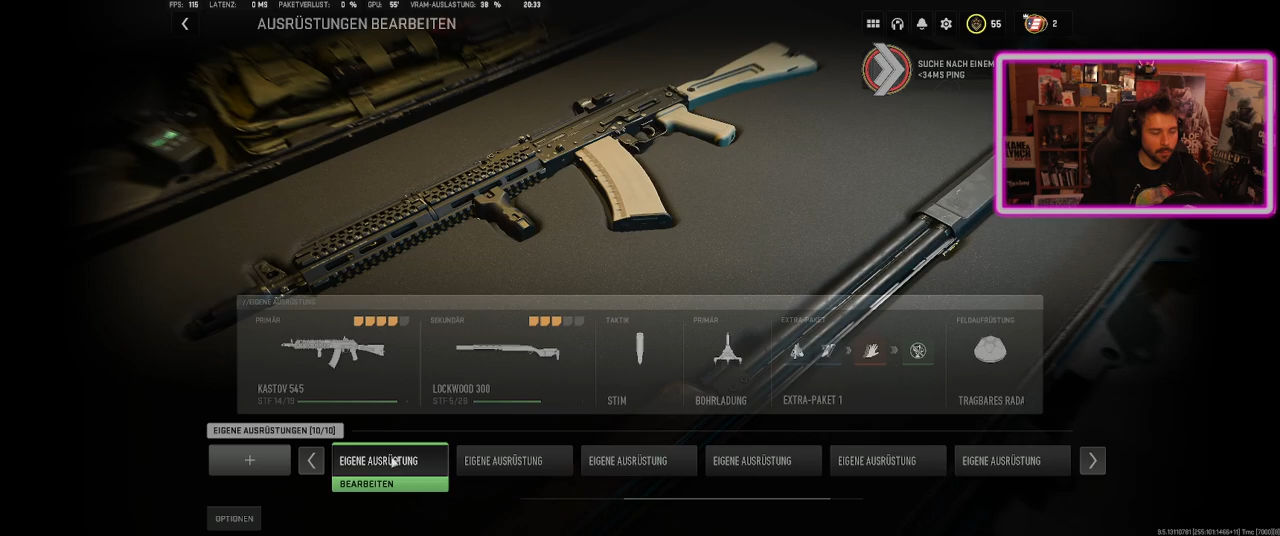 FPS: 115 LATENZ: 0 MS PAKETVERLUST: 0 % GPU: 55° VRAM-AUSLASTUNG: 38 % 20:33
AUSRÜSTUNGEN BEARBEITEN
55
2
SUCHE NACH EINEM
<34MS PING
KANE&
LYNCH
//EIGENE AUSRÜSTUNG
PRIMÄR
SEKUNDÄR
TAKTIK
PRIMÄR
EXTRA-PAKET
FELDAUFRÜSTUNG
KASTOV 545
STF 14/19
LOCKWOOD 300
STF 5/28
STIM
BOHRLADUNG
EXTRA-PAKET 1
TRAGBARES RADA
EIGENE AUSRÜSTUNGEN [10/10]
EIGENE AUSRÜSTUNG
EIGENE AUSRÜSTUNG
EIGENE AUSRÜSTUNG
EIGENE AUSRÜSTUNG
EIGENE AUSRÜSTUNG
EIGENE AUSRÜSTUNG
BEARBEITEN
OPTIONEN